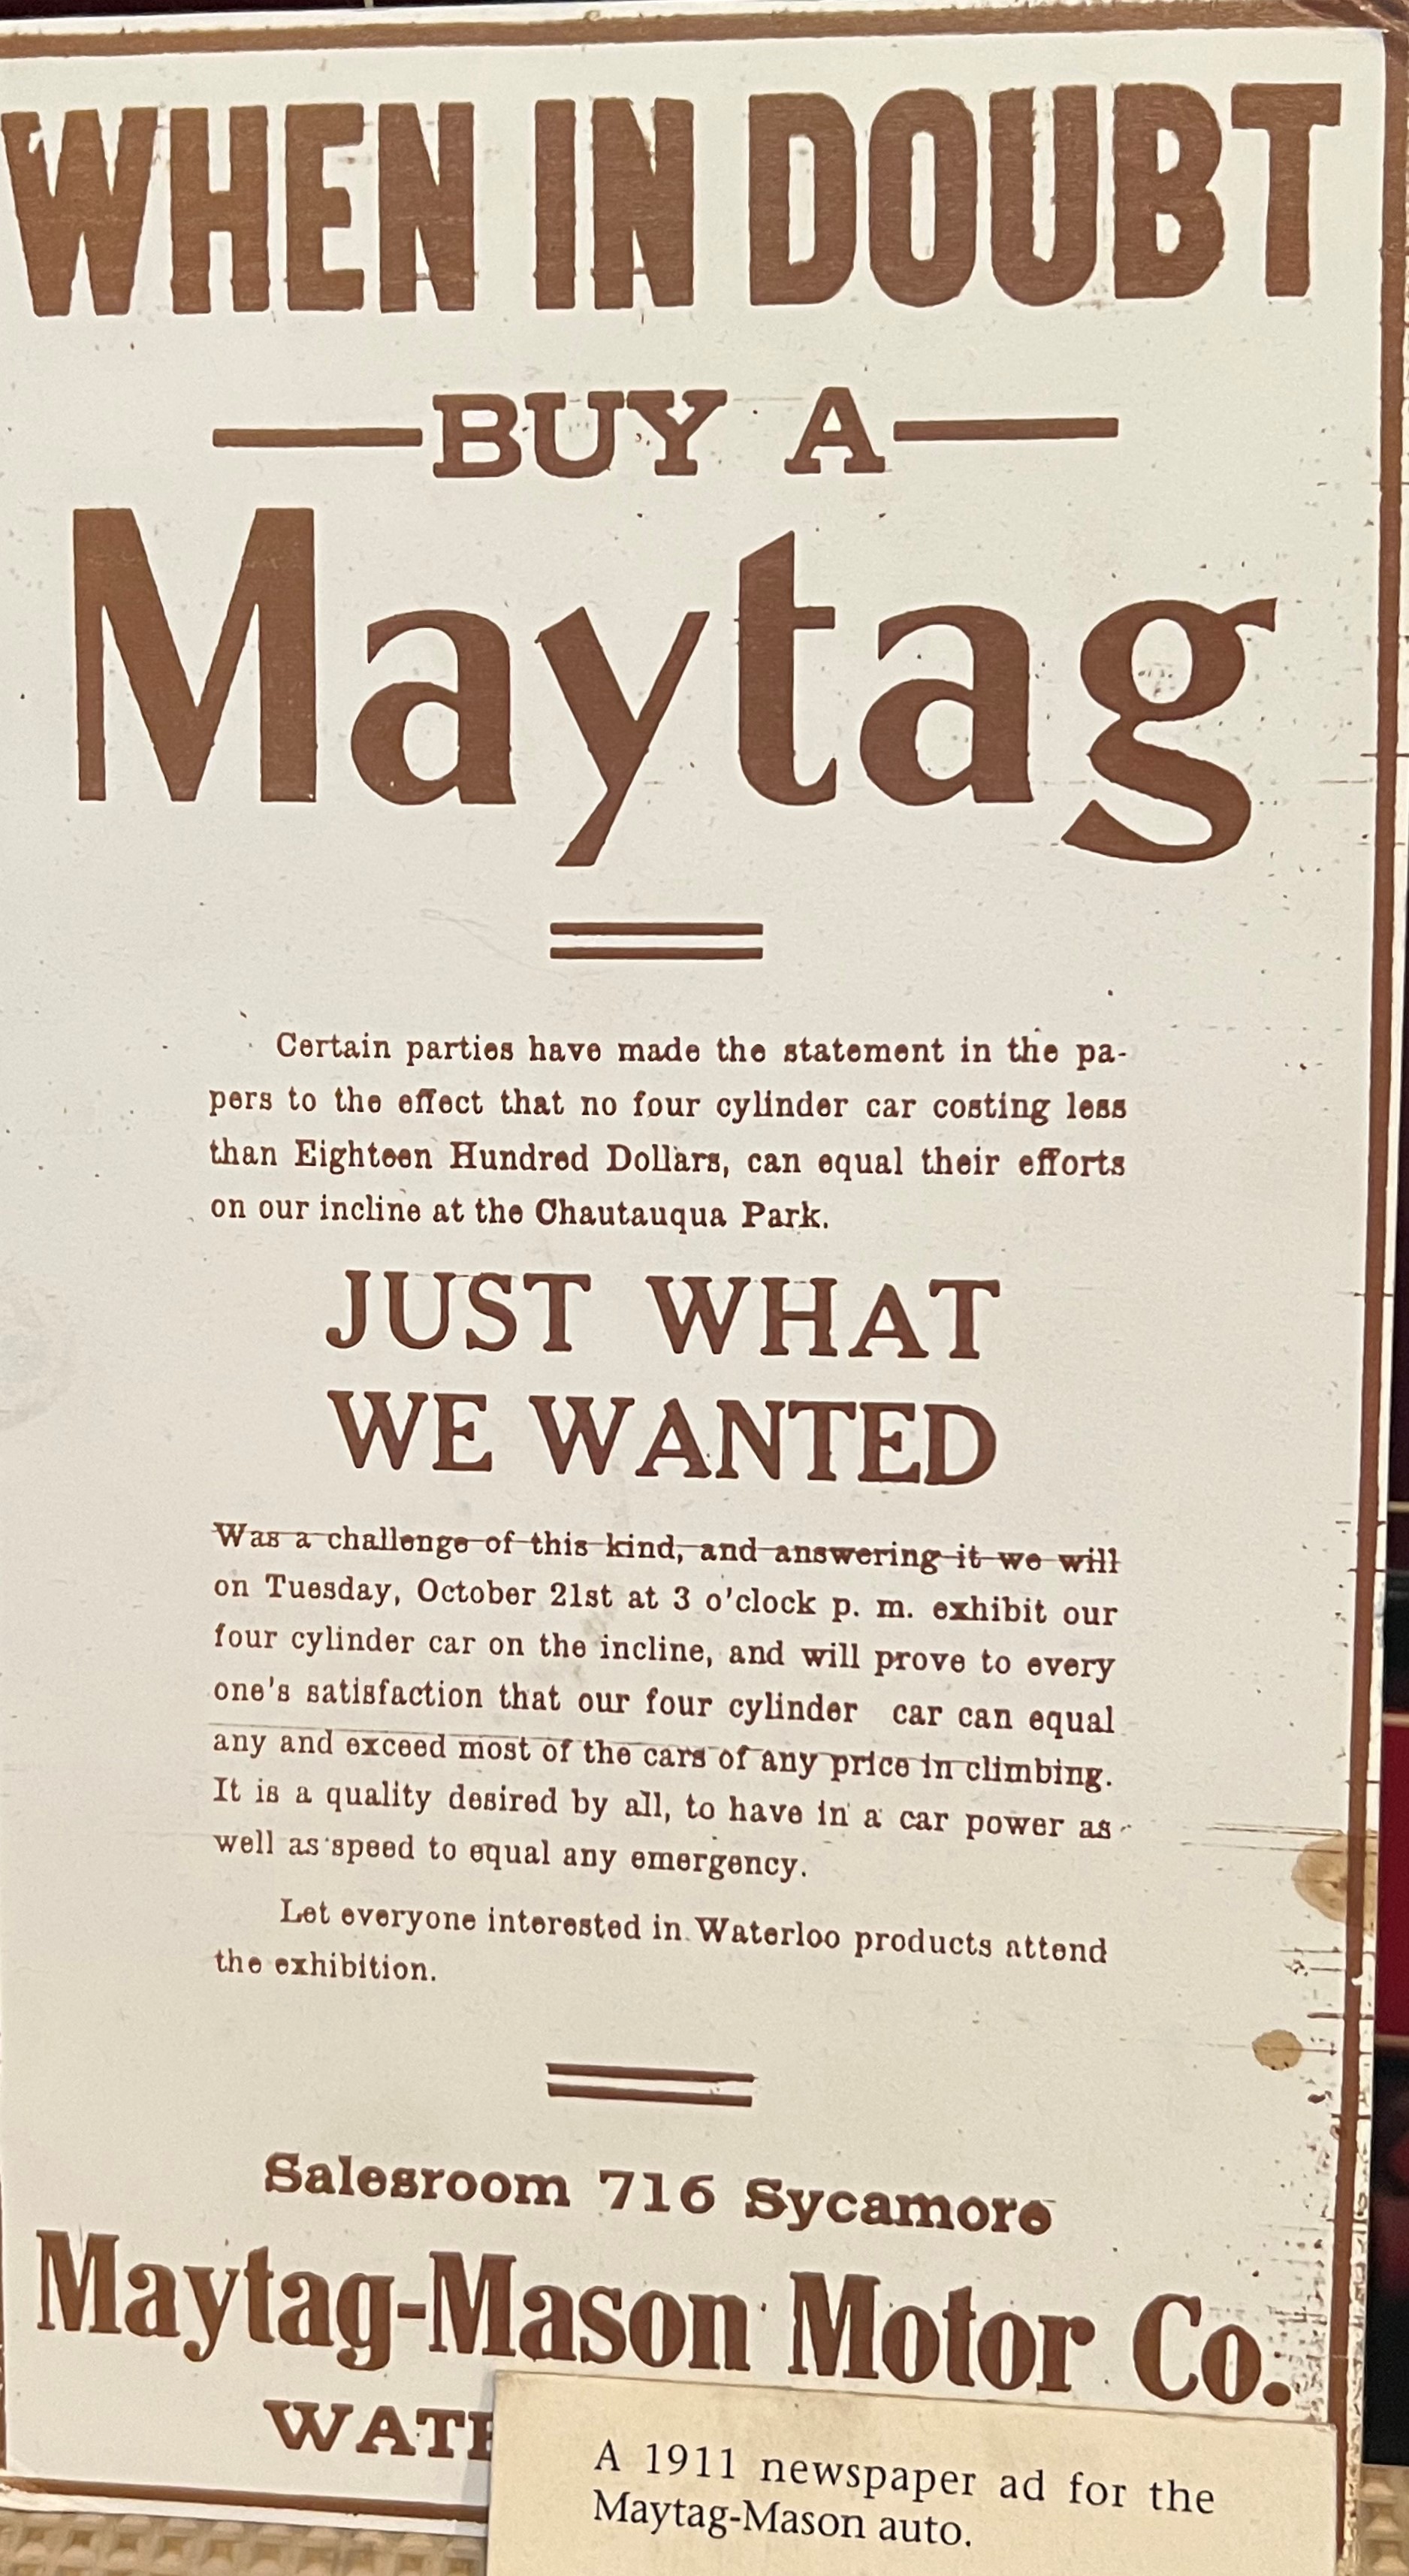 WHEN IN DOUBT
BUY A
Maytag
Certain parties have made the statement in the pa-
pers to the effect that no four cylinder car costing less
than Eighteen Hundred Dollars, can equal their efforts
on our incline at the Chautauqua Park.
JUST WHAT
WE WANTED
Was a challenge of this kind, and answering it we will
on Tuesday, October 21st at 3 o'clock p. m. exhibit our
four cylinder car on the incline, and will prove to every
one's satisfaction that our four cylinder car can equal
any and exceed most of the cars of any price in climbing.
It is a quality desired by all, to have in a car power as
well as speed to equal any emergency.
Let everyone interested in Waterloo products attend
the exhibition.
Salesroom 716 Sycamore
Maytag-Mason Motor Co.
WATE
A 1911 newspaper ad for the
Maytag-Mason auto.